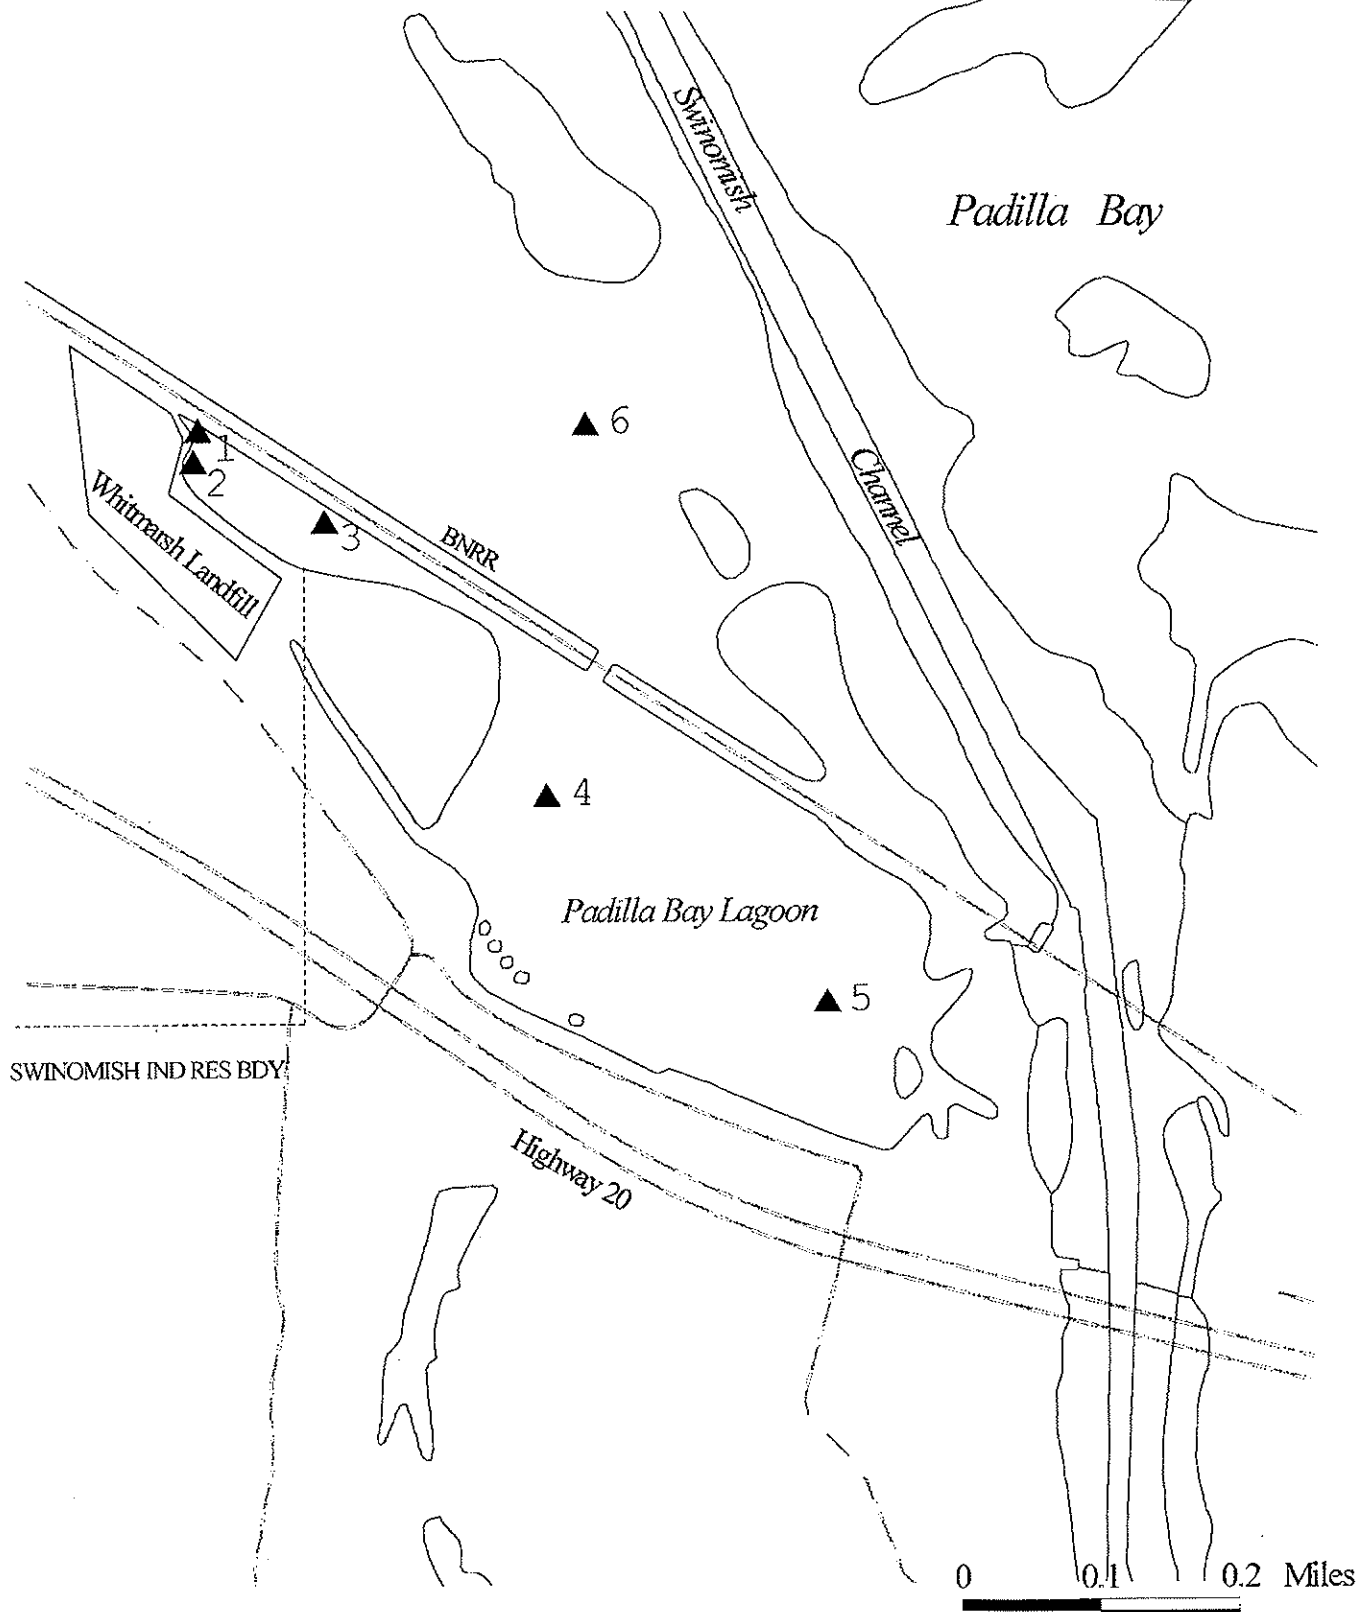 Swinomish
Padilla Bay
6
1
2
Channel
3
BNRR
Whitmarsh Landfill
4
Padilla Bay Lagoon
5
SWINOMISH IND RES BDY
Highway 20
0 0.1 0.2 Miles